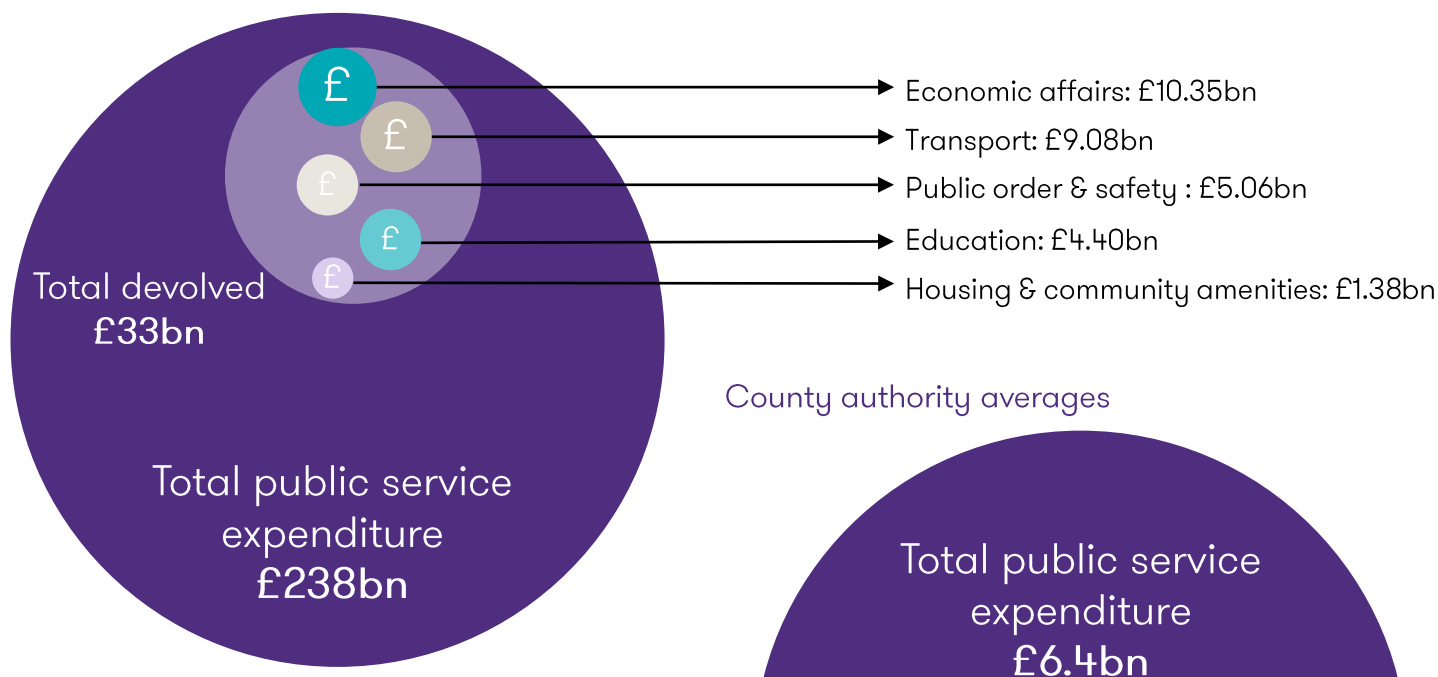 £
£
£
£
£
Economic affairs: £10.35bn
Transport: £9.08bn
Public order & safety : £5.06bn
Education: £4.40bn
Housing & community amenities: £1.38bn
Total devolved
£33bn
Total public service
expenditure
£238bn
County authority averages
Total public service
expenditure
£6.4bn